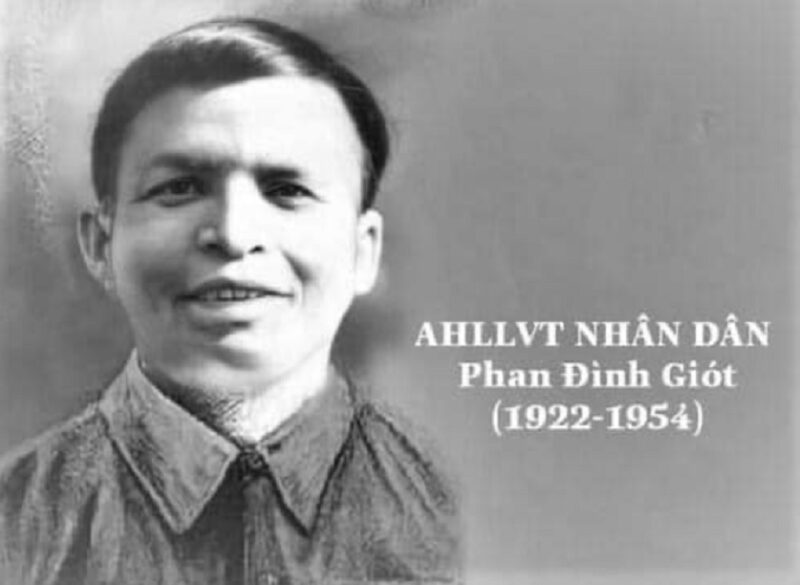 AHLLVT NHÂN DÂN
Phan Đình Giót
(1922-1954)